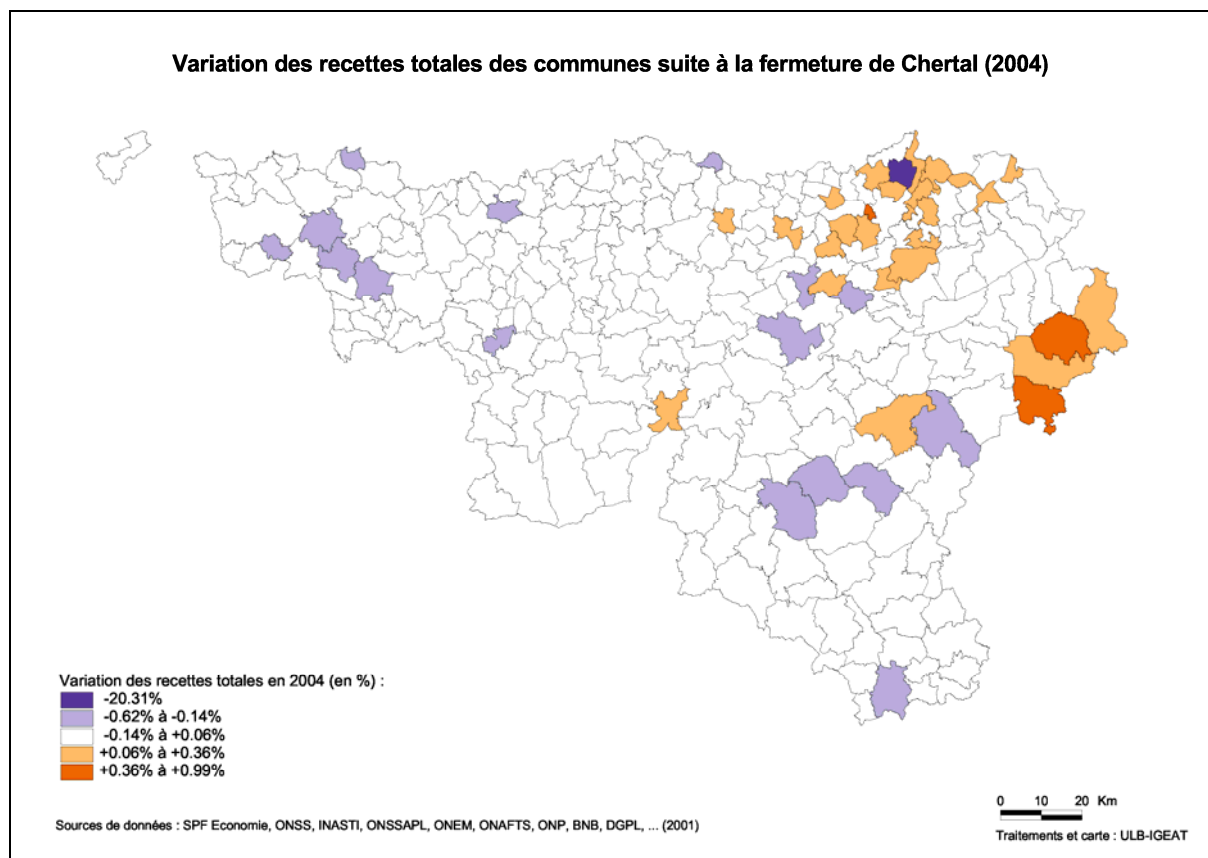 Variation des recettes totales des communes suite à la fermeture de Chertal (2004)
Variation des recettes totales en 2004 (en %) :
-20.31%
-0.62% à -0.14%
-0.14% à +0.06%
+0.06% à +0.36%
+0.36% à +0.99%
0 10 20 Km
Sources de données : SPF Economie, ONSS, INASTI, ONSSAPL, ONEM, ONAFTS, ONP, BNB, DGPL, ... (2001)
Traitements et carte : ULB-IGEAT